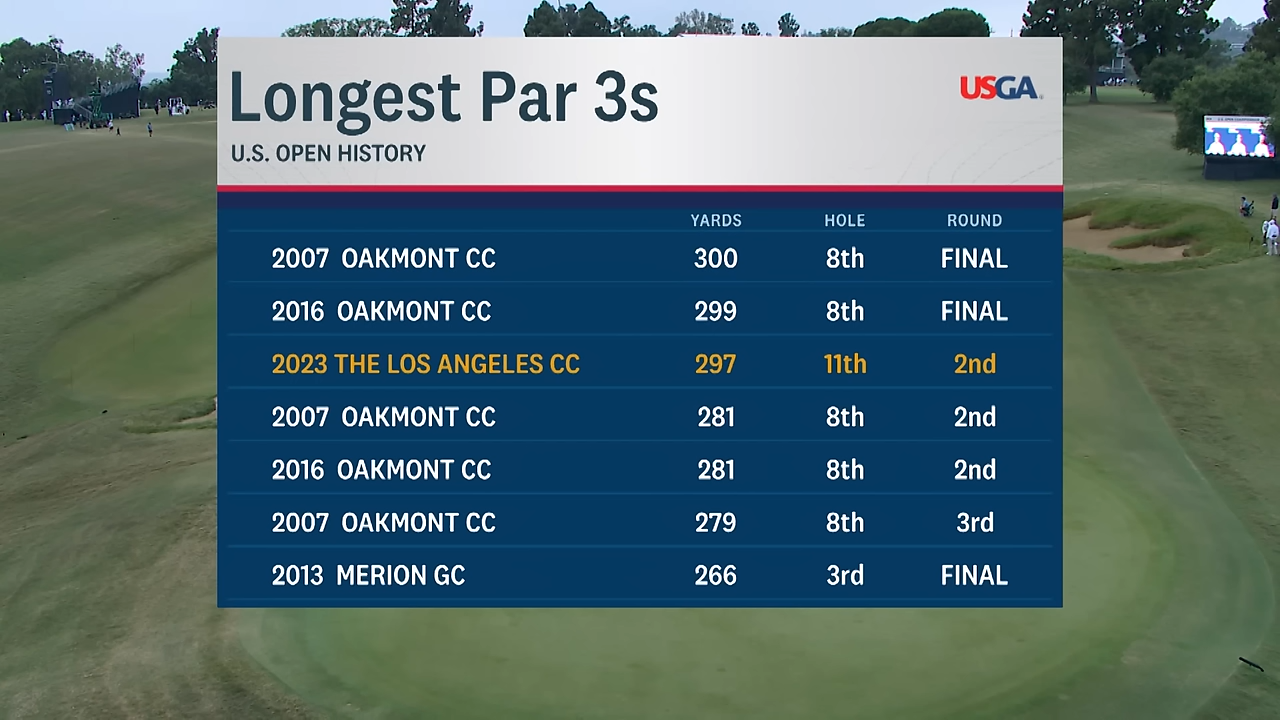 Longest Par 3s
USGA
U.S. OPEN HISTORY
YARDS HOLE ROUND
2007 OAKMONT CC 300 8th FINAL
2016 OAKMONT CC 299 8th FINAL
2023 THE LOS ANGELES CC 297 11th 2nd
2007 OAKMONT CC 281 8th 2nd
2016 OAKMONT CC 281 8th 2nd
2007 OAKMONT CC 279 8th 3rd
2013 MERION GC 266 3rd FINAL